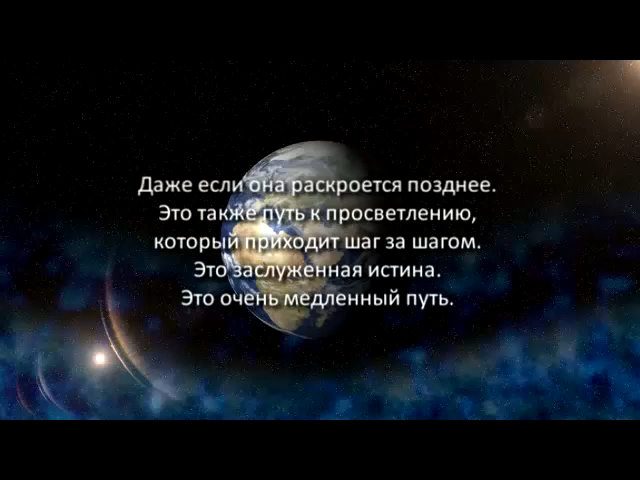 Даже если она раскроется позднее.
Это также путь к просветлению,
который приходит шаг за шагом.
Это заслуженная истина.
Это очень медленный путь.